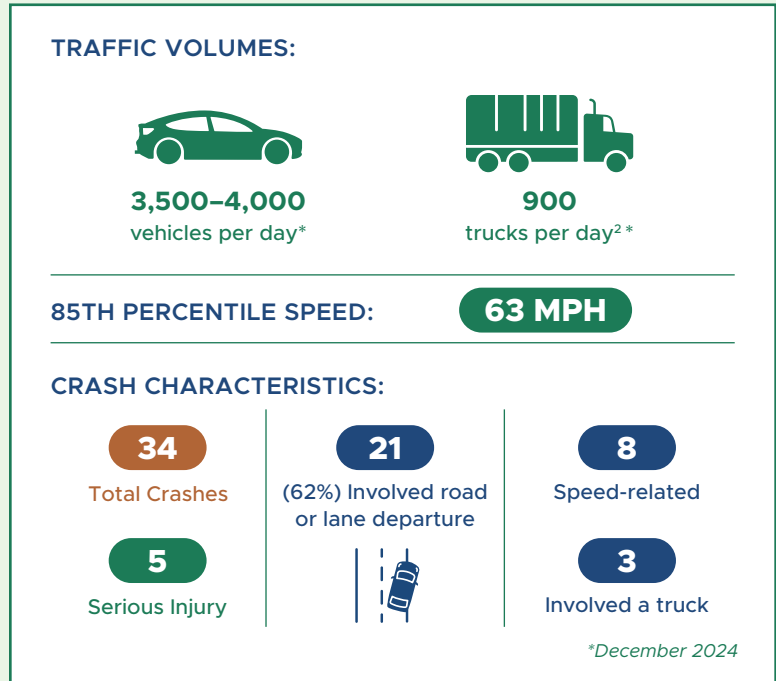 TRAFFIC VOLUMES:
3,500–4,000
vehicles per day*
900
trucks per day² *
85TH PERCENTILE SPEED:
63 MPH
CRASH CHARACTERISTICS:
34
Total Crashes
5
Serious Injury
21
(62%) Involved road
or lane departure
8
Speed-related
3
Involved a truck
*December 2024